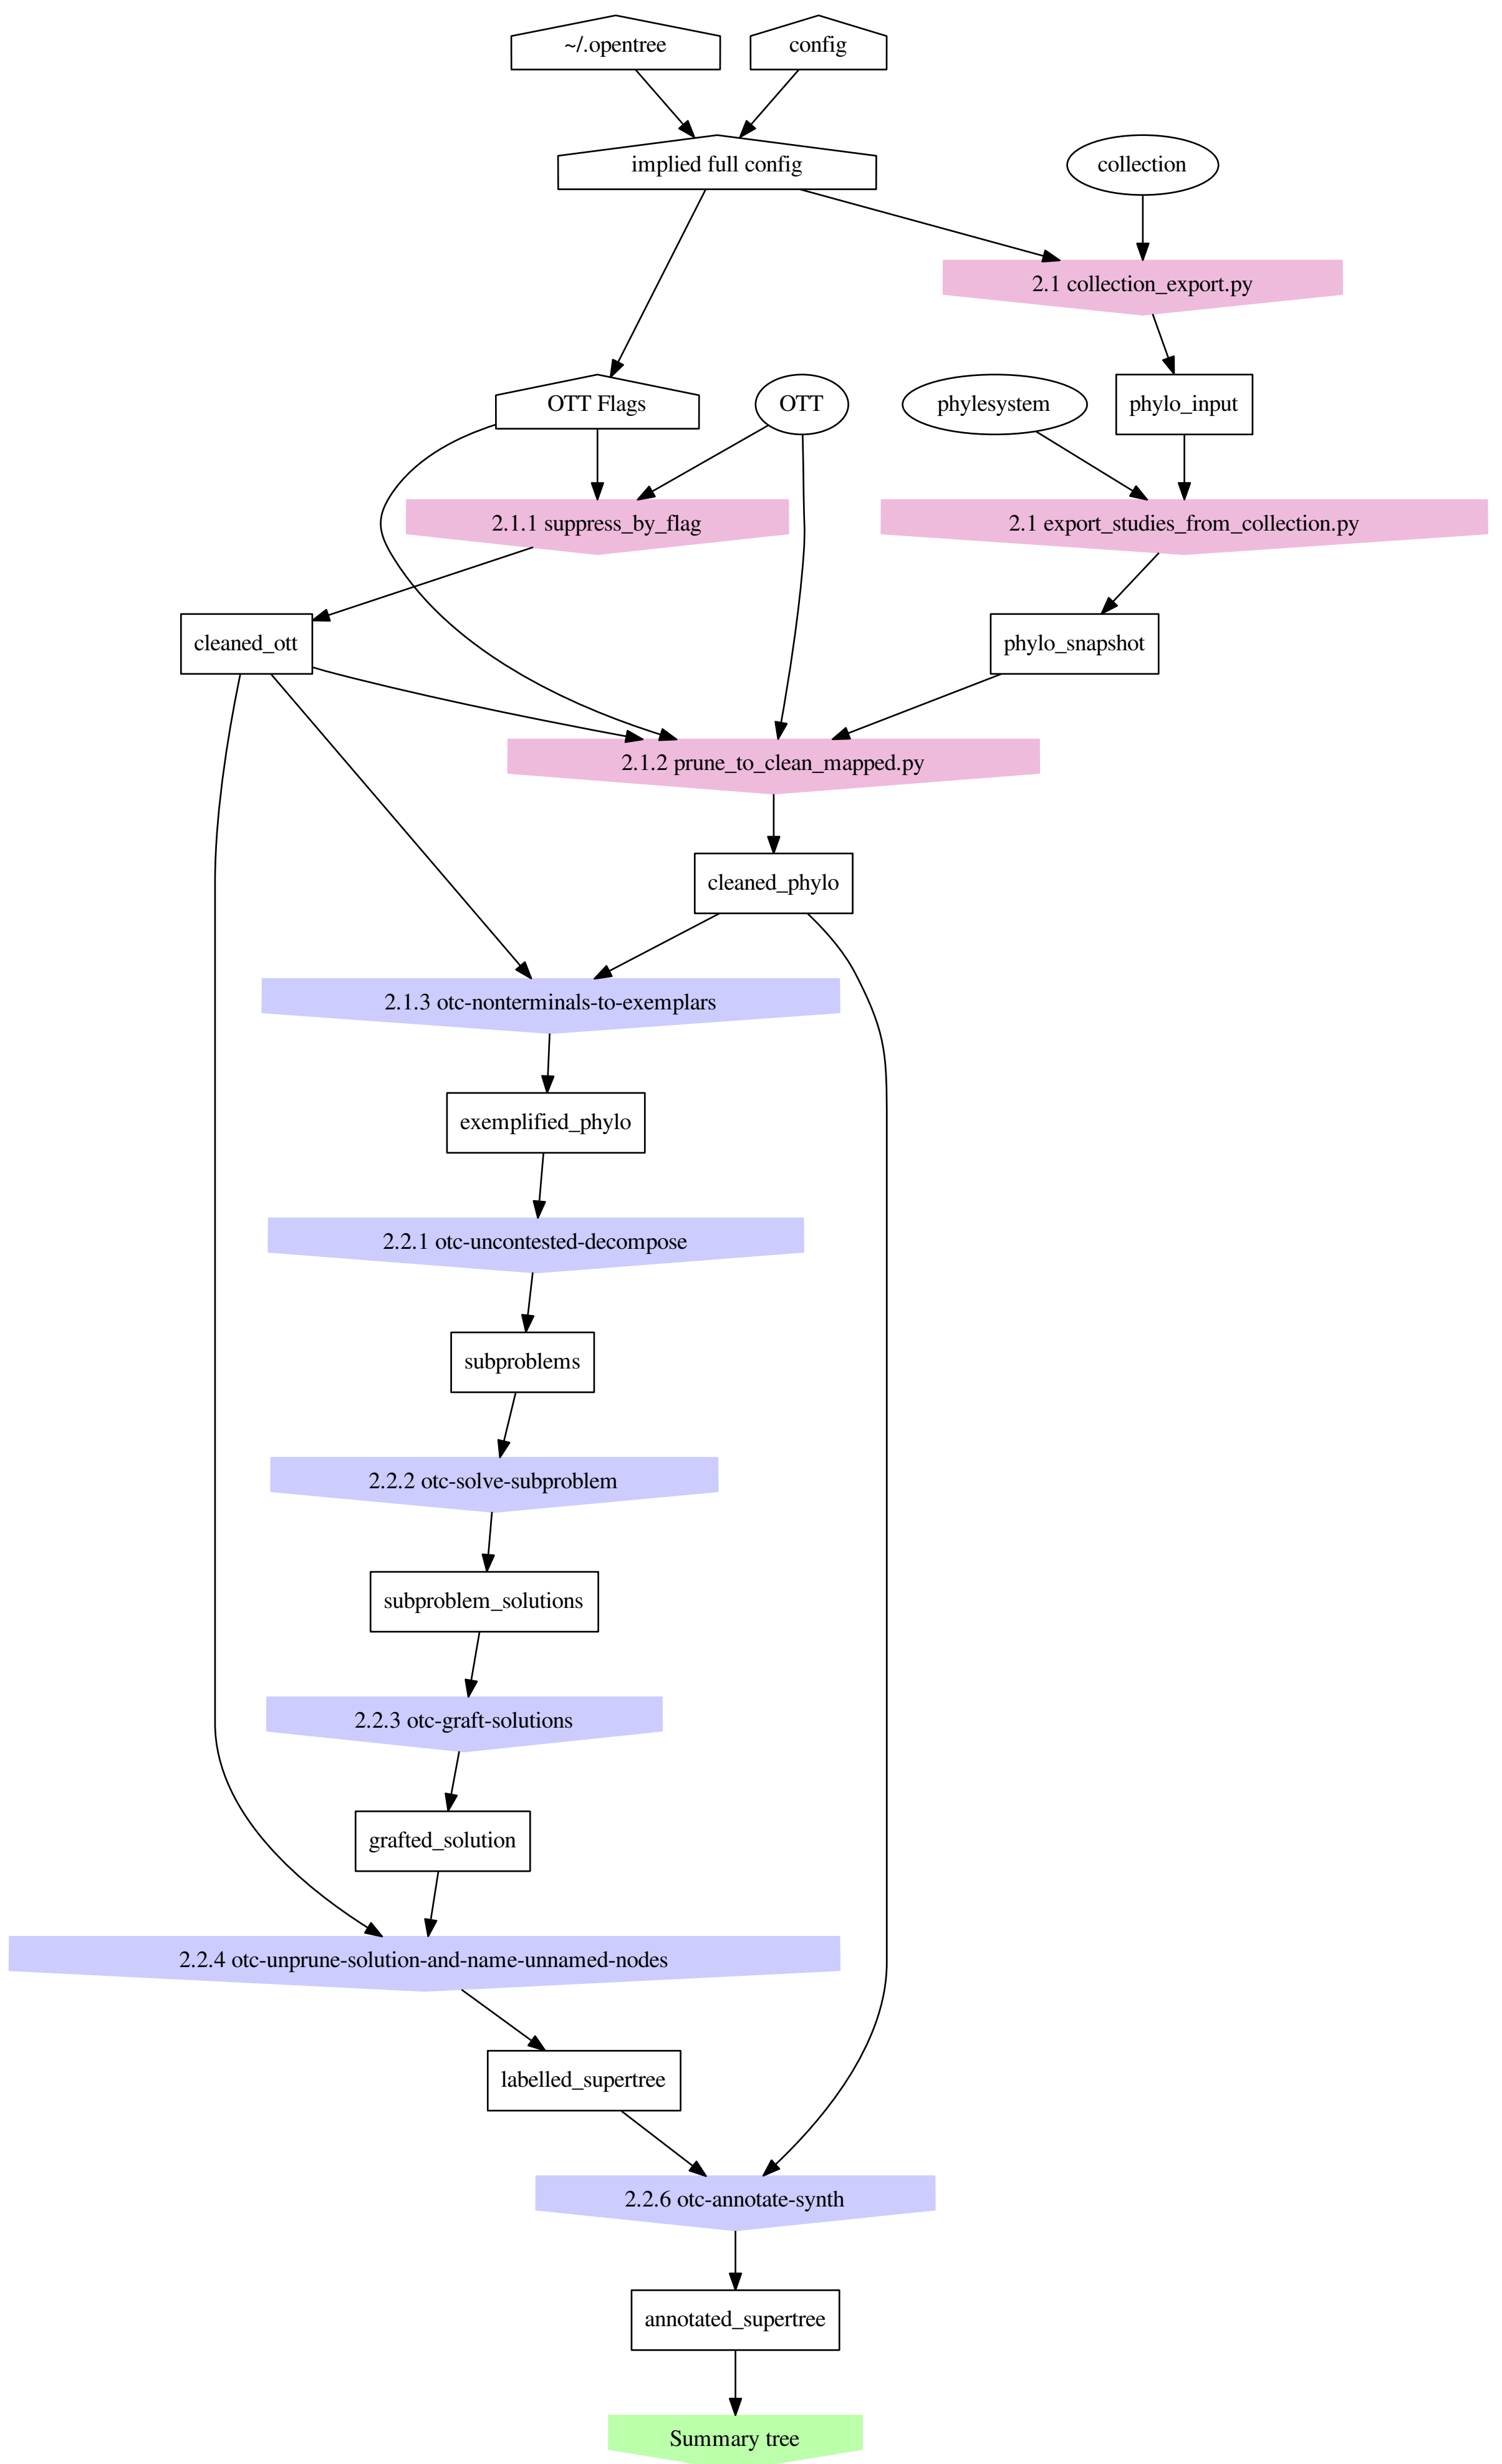 ~/.opentree
config
implied full config
collection
2.1 collection_export.py
OTT Flags
OTT
phylesystem
phylo_input
2.1.1 suppress_by_flag
2.1 export_studies_from_collection.py
cleaned_ott
phylo_snapshot
2.1.2 prune_to_clean_mapped.py
cleaned_phylo
2.1.3 otc-nonterminals-to-exemplars
exemplified_phylo
2.2.1 otc-uncontested-decompose
subproblems
2.2.2 otc-solve-subproblem
subproblem_solutions
2.2.3 otc-graft-solutions
grafted_solution
2.2.4 otc-unprune-solution-and-name-unnamed-nodes
labelled_supertree
2.2.6 otc-annotate-synth
annotated_supertree
Summary tree